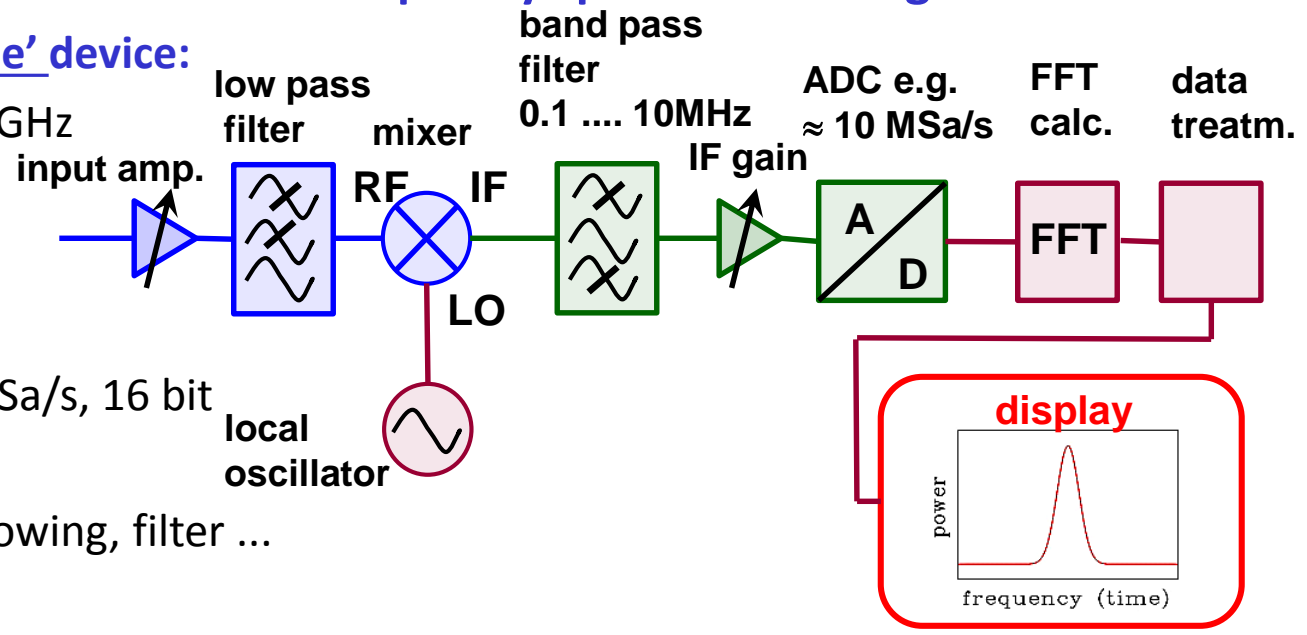 e' device:
GHz
input amp.
low pass
filter
mixer
RF
IF
LO
local
oscillator
band pass
filter
0.1 .... 10MHz
IF gain
ADC e.g.
≈ 10 MSa/s
A
D
FFT
calc.
FFT
data
treatm.
Sa/s, 16 bit
owing, filter ...
display
power
frequency (time)